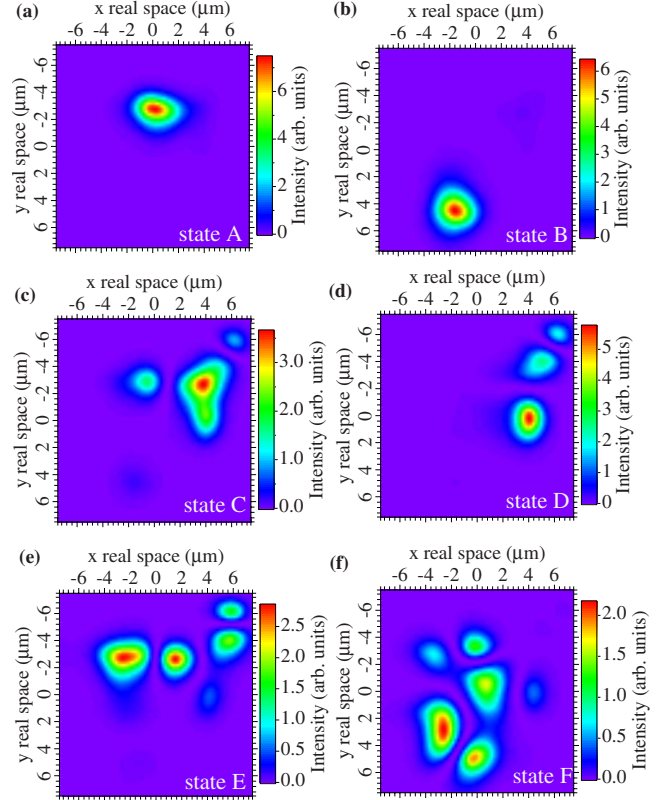 (a)
x real space (μm)
-6 -4 -2 0 2 4 6
y real space (μm)
-6 -4 -2 0 2 4 6
state A
Intensity (arb. units)
6
4
2
0
(b)
x real space (μm)
-6 -4 -2 0 2 4 6
y real space (μm)
-6 -4 -2 0 2 4 6
state B
Intensity (arb. units)
6
5
4
3
2
1
0
(c)
x real space (μm)
-6 -4 -2 0 2 4 6
y real space (μm)
-6 -4 -2 0 2 4 6
state C
Intensity (arb. units)
3.0
2.0
1.0
0.0
(d)
x real space (μm)
-6 -4 -2 0 2 4 6
y real space (μm)
-6 -4 -2 0 2 4 6
state D
Intensity (arb. units)
5
4
3
2
1
0
(e)
x real space (μm)
-6 -4 -2 0 2 4 6
y real space (μm)
-6 -4 -2 0 2 4 6
state E
Intensity (arb. units)
2.5
2.0
1.5
1.0
0.5
0.0
(f)
x real space (μm)
-6 -4 -2 0 2 4 6
y real space (μm)
-6 -4 -2 0 2 4 6
state F
Intensity (arb. units)
2.0
1.5
1.0
0.5
0.0